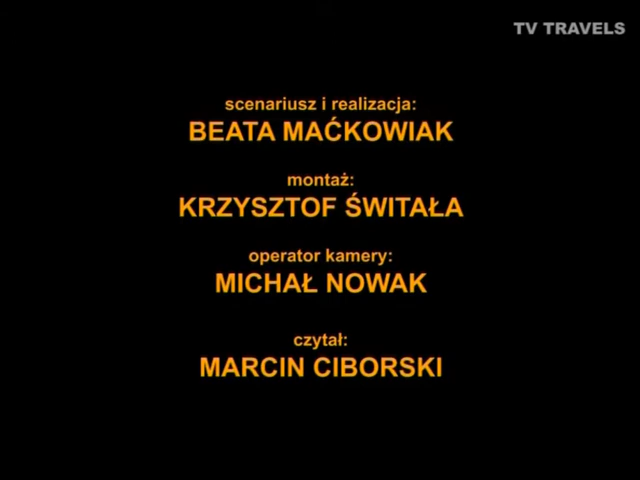 TV TRAVELS
scenariusz i realizacja:
BEATA MAĆKOWIAK
montaż:
KRZYSZTOF ŚWITAŁA
operator kamery:
MICHAŁ NOWAK
czytał:
MARCIN CIBORSKI